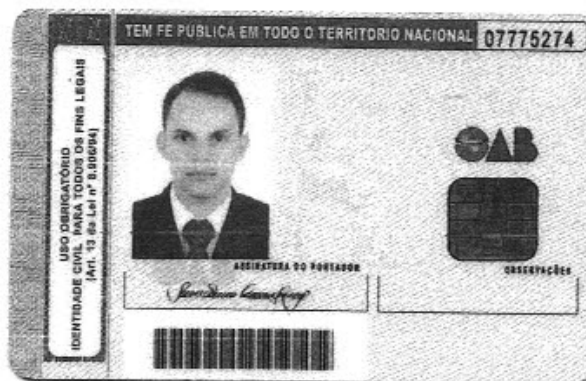 TEM FE PUBLICA EM TODO O TERRITORIO NACIONAL 07775274
USO OBRIGATÓRIO
IDENTIDADE CIVIL PARA TODOS OS FINS LEGAIS
(Art. 13 da Lei nº 8.906/94)
OAB
ASSINATURA DO PORTADOR
OBSERVAÇÕES